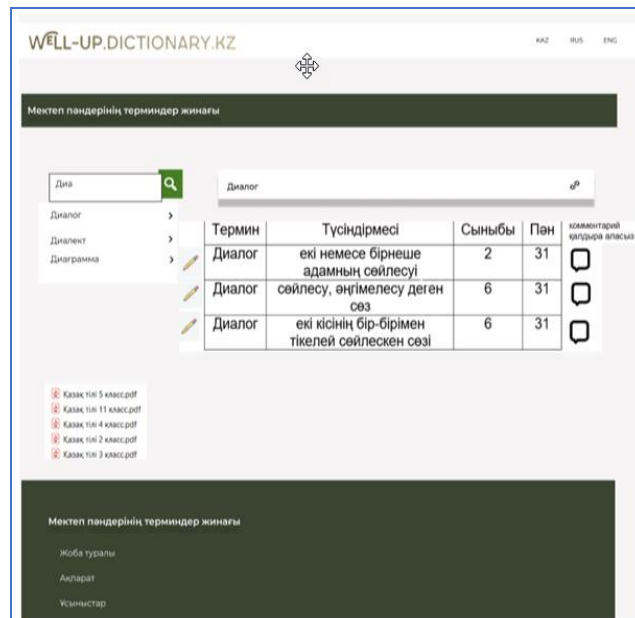 WELL-UP.DICTIONARY.KZ
KAZ RUS ENG
Мектеп пәндерінің терминдер жинағы
Диа
Диалог
Диалект
Диаграмма
Диалог
Термин Түсіндірмесі Сыныбы Пән комментарий
қалдыра аласыз
Диалог екі немесе бірнеше 2 31
адамның сөйлесуі
Диалог сөйлесу, әңгімелесу деген 6 31
сөз
Диалог екі кісінің бір-бірімен 6 31
тікелей сөйлескен сөзі
Қазақ тілі 5 класс.pdf
Қазақ тілі 11 класс.pdf
Қазақ тілі 4 класс.pdf
Қазақ тілі 2 класс.pdf
Қазақ тілі 3 класс.pdf
Мектеп пәндерінің терминдер жинағы
Жоба туралы
Ақпарат
Ұсыныстар